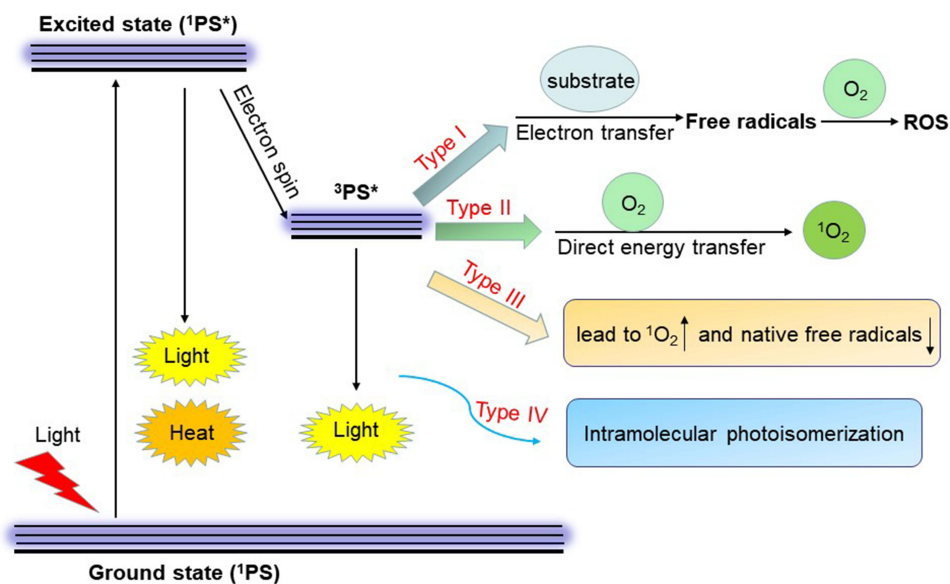 Excited state (¹PS*)
Electron spin
³PS*
Type I
substrate
Electron transfer
Free radicals
O₂
ROS
Type II
O₂
Direct energy transfer
¹O₂
Type III
lead to ¹O₂ and native free radicals
Type IV
Intramolecular photoisomerization
Light
Heat
Light
Light
Ground state (¹PS)